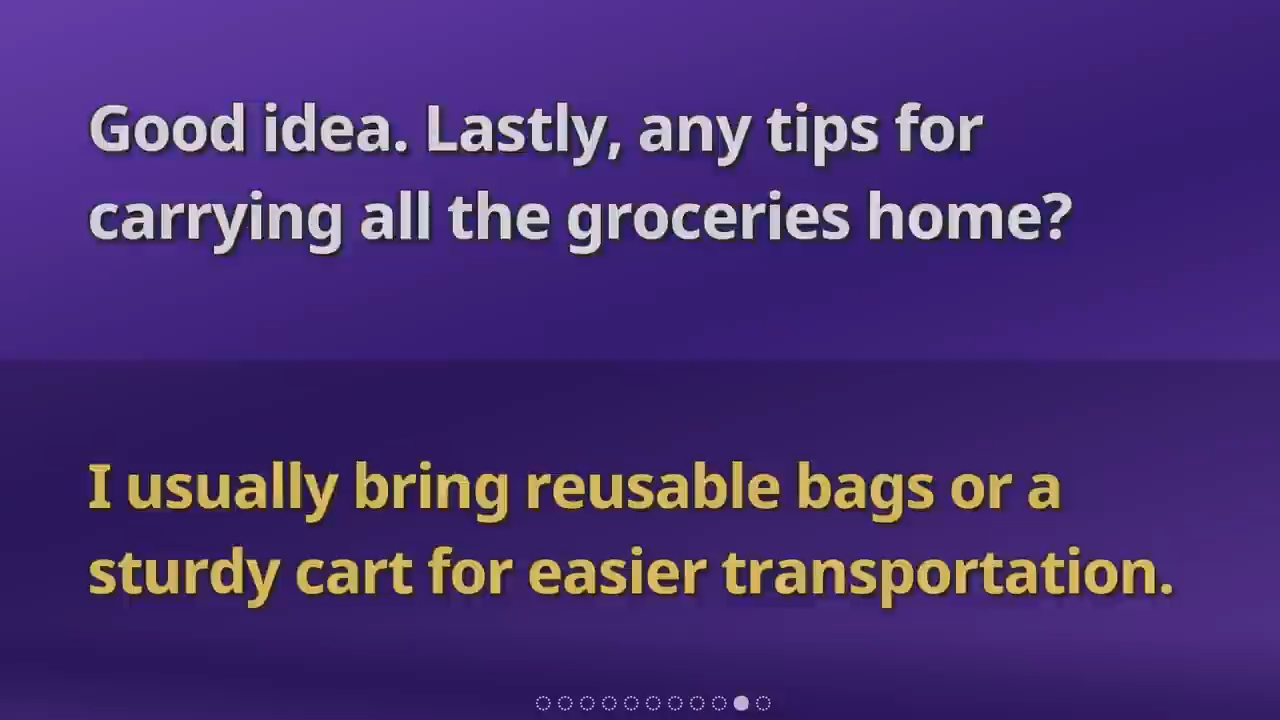 Good idea. Lastly, any tips for
carrying all the groceries home?
I usually bring reusable bags or a
sturdy cart for easier transportation.